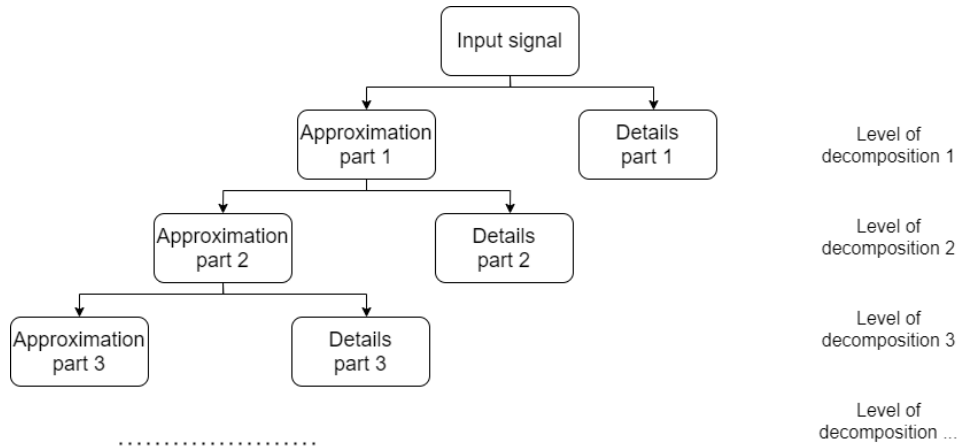 Input signal
Approximation
part 1
Details
part 1
Level of
decomposition 1
Approximation
part 2
Details
part 2
Level of
decomposition 2
Approximation
part 3
Details
part 3
Level of
decomposition 3
.......................
Level of
decomposition ...